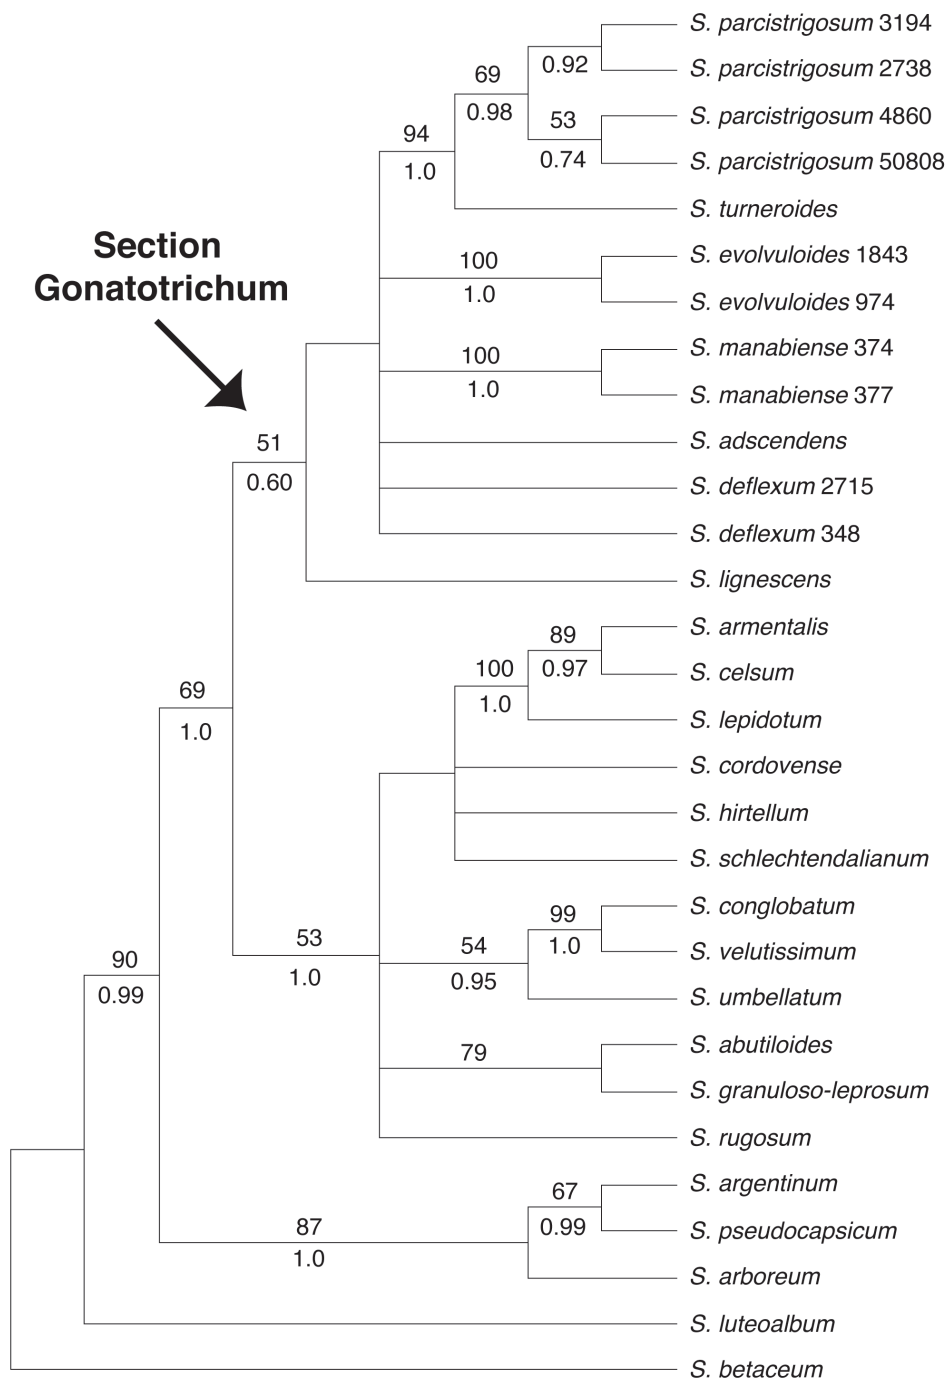 S. parcistrigosum 3194
0.92
S. parcistrigosum 2738
69
0.98
53
S. parcistrigosum 4860
0.74
S. parcistrigosum 50808
94
1.0
S. turneroides
Section
Gonatotrichum
100
S. evolvuloides 1843
1.0
S. evolvuloides 974
100
S. manabiense 374
1.0
S. manabiense 377
51
S. adscendens
0.60
S. deflexum 2715
S. deflexum 348
S. lignescens
89
S. armentalis
0.97
S. celsum
100
1.0
S. lepidotum
69
1.0
S. cordovense
S. hirtellum
S. schlechtendalianum
99
S. conglobatum
1.0
S. velutissimum
53
1.0
54
0.95
S. umbellatum
90
0.99
79
S. abutiloides
S. granuloso-leprosum
S. rugosum
67
S. argentinum
0.99
S. pseudocapsicum
87
1.0
S. arboreum
S. luteoalbum
S. betaceum